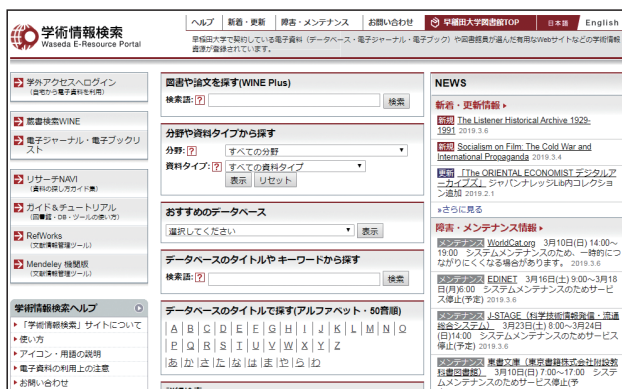 学術情報検索
Waseda E-Resource Portal
ヘルプ
新着・更新
障害・メンテナンス
お問い合わせ
早稲田大学図書館TOP
日本語
English
早稲田大学で契約している電子資料（データベース・電子ジャーナル・電子ブック）や図書館員が選んだ有用なWebサイトなどの学術情報
資源が登録されています。
学外アクセスへログイン
（自宅から電子資料を利用）
蔵書検索WINE
電子ジャーナル・電子ブックリ
スト
リサーチNAVI
（資料の探し方ガイド集）
ガイド＆チュートリアル
（図書館・DB・ツールの使い方）
RefWorks
（文献情報管理ツール）
Mendeley 機関版
（文献情報管理ツール）
学術情報検索ヘルプ
「学術情報検索」サイトについて
使い方
アイコン・用語の説明
電子資料の利用上の注意
お問い合わせ
図書や論文を探す(WINE Plus)
検索語:[?] 検索
分野や資料タイプから探す
分野:[?] すべての分野
資料タイプ:[?] すべての資料タイプ
表示 リセット
おすすめのデータベース
選択してください 表示
データベースのタイトルや キーワードから探す
検索語:[?] 検索
データベースのタイトルで探す(アルファベット・50音順)
| A | B | C | D | E | F | G | H | I | J | K | L | M | N | O
| P | Q | R | S | T | U | V | W | X | Y | Z
| あ | か | さ | た | な | は | ま | や | ら | わ
NEWS
新着・更新情報
新規 The Listener Historical Archive 1929-
1991 2019.3.6
新規 Socialism on Film: The Cold War and
International Propaganda 2019.3.4
更新 「The ORIENTAL ECONOMIST デジタルア
ーカイブズ」 ジャパンナレッジLib内コレクショ
ン追加 2019.2.1
»さらに見る
障害・メンテナンス情報
メンテナンス WorldCat.org 3月10日(日) 14:00～
19:00 システムメンテナンスのため、一時的につ
ながりにくくなる場合があります。 2019.3.6
メンテナンス EDINET 3月16日(土) 9:00～3月18
日(月)6:00 システムメンテナンスのためサービ
ス停止(予定) 2019.3.6
メンテナンス J-STAGE（科学技術情報発信・流通
総合システム） 3月23日(土) 8:00～3月24日
(日)14:00 システムメンテナンスのためサービス
停止(予定) 2019.3.6
メンテナンス 東書文庫（東京書籍株式会社附設教
科書図書館） 3月10日(日) 7:00～17:00 システ
ムメンテナンスのためサービス停止(予